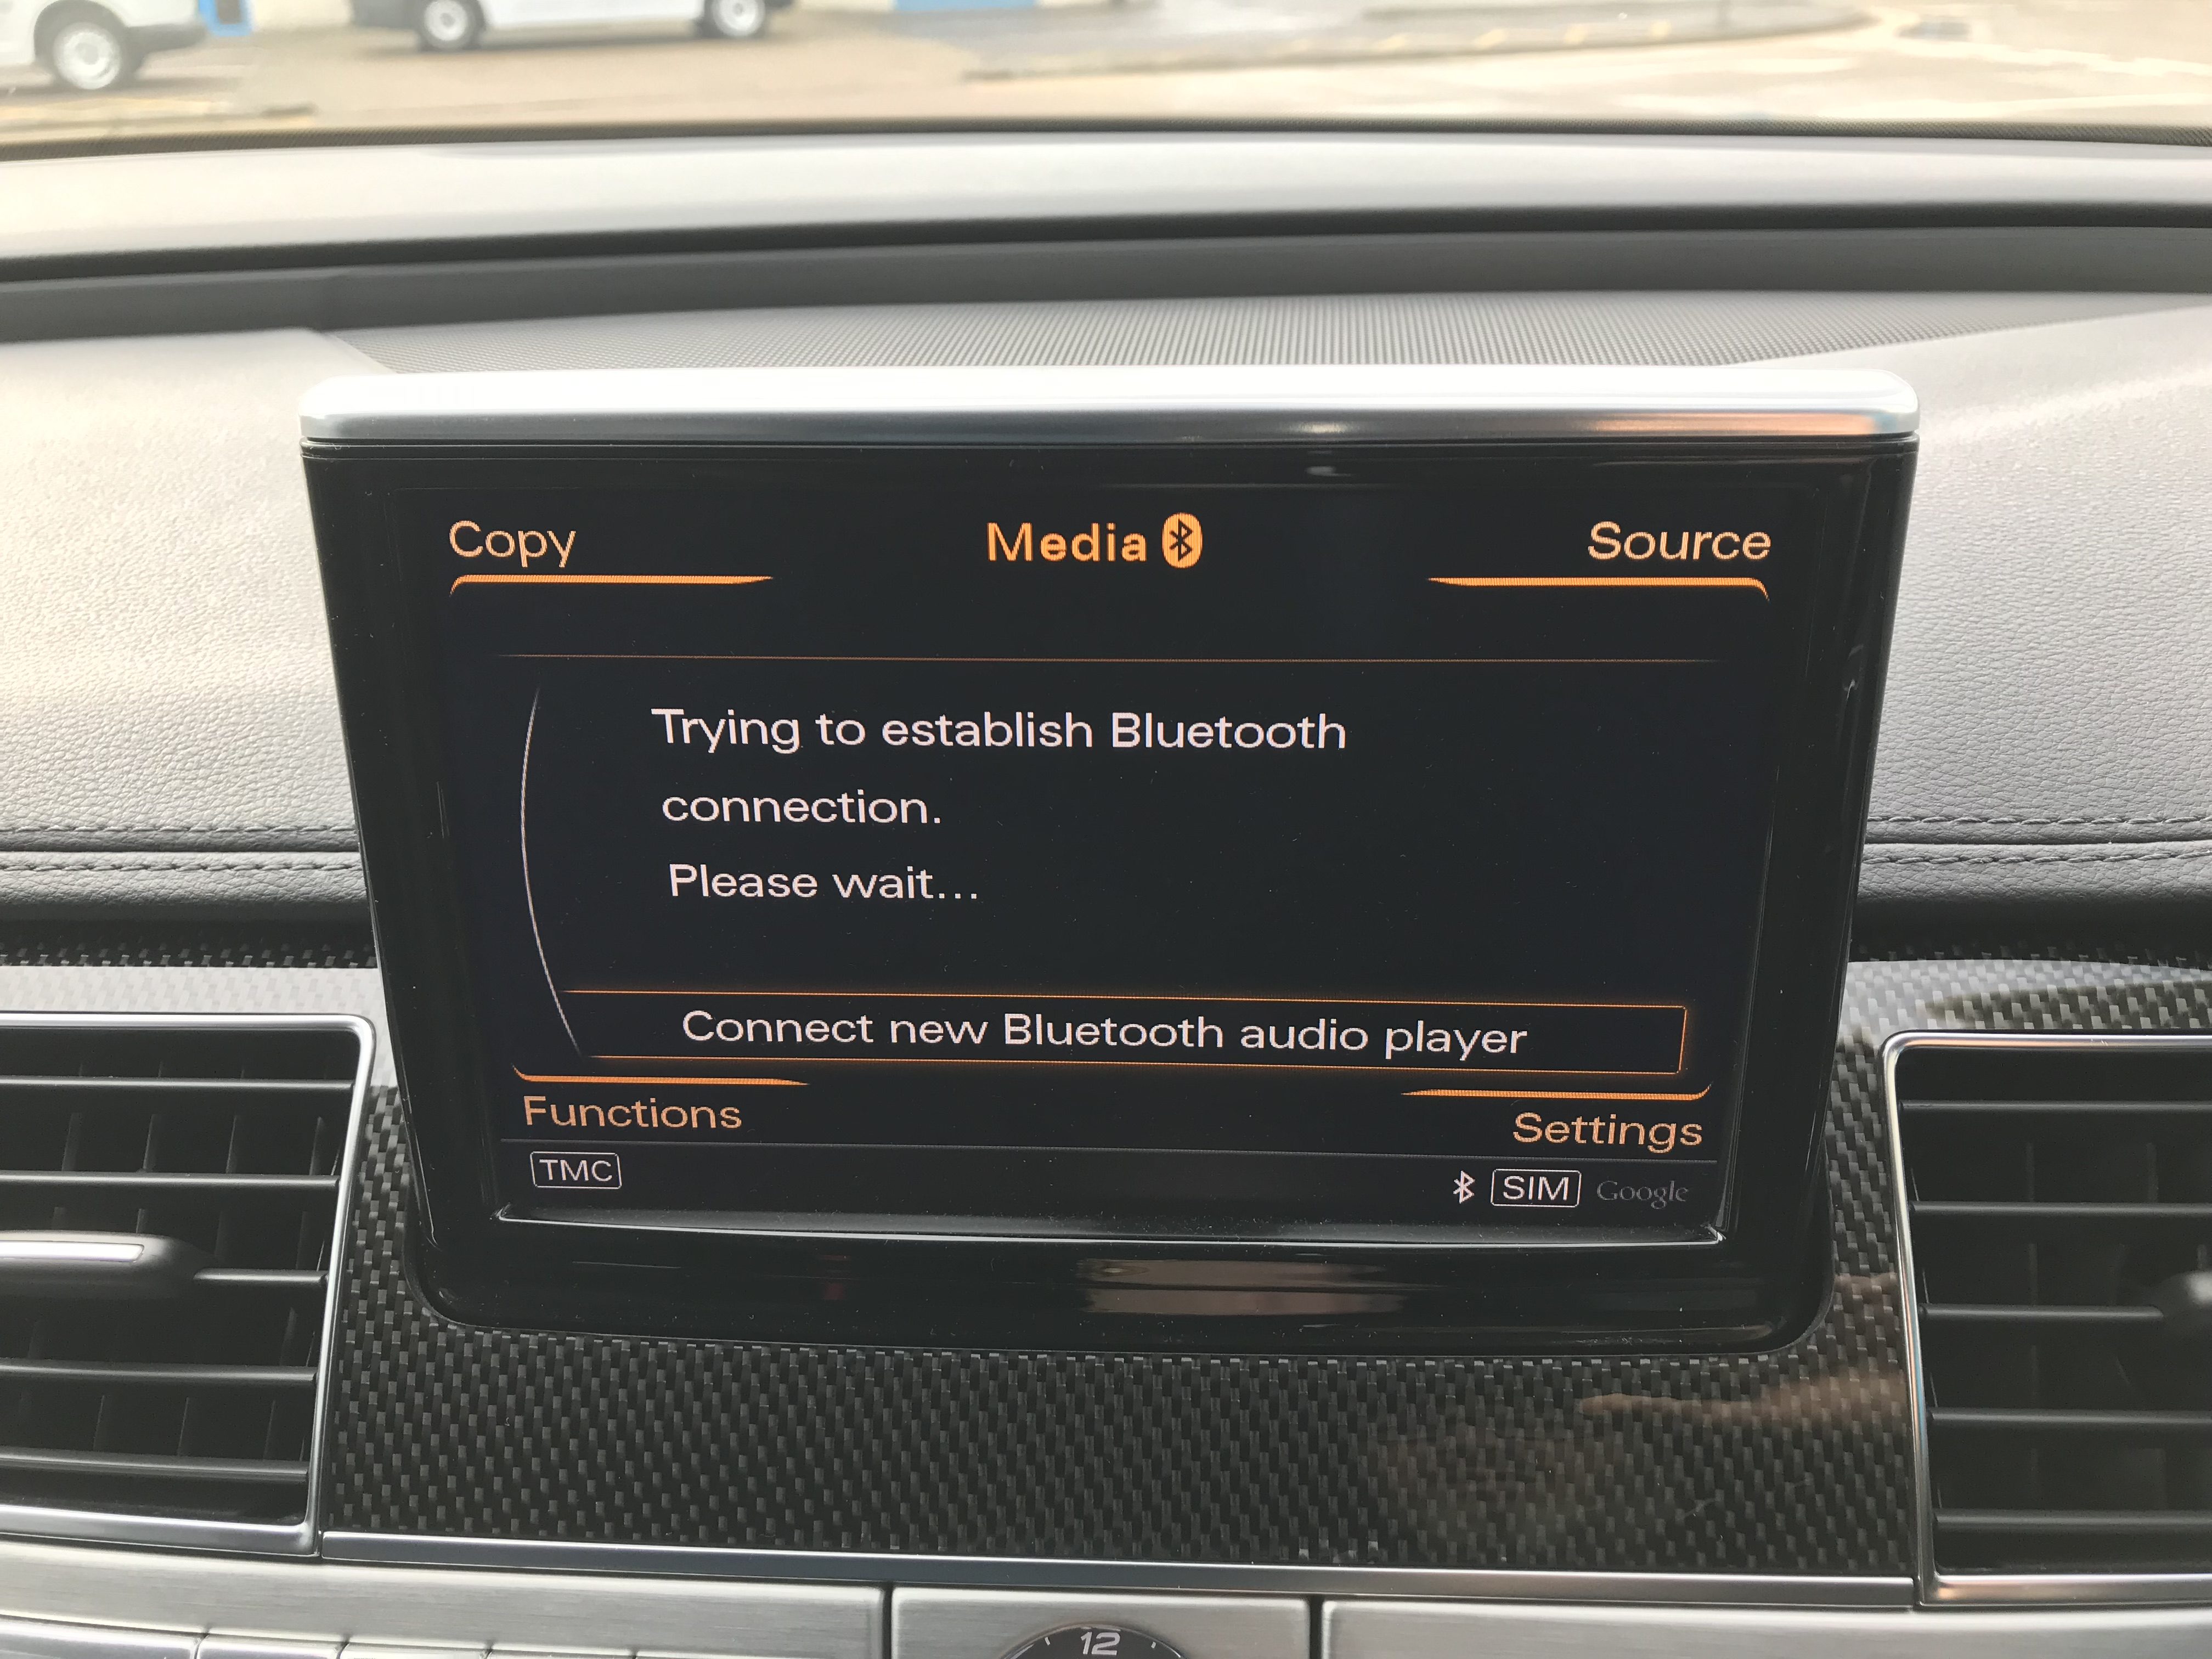 Copy
Media
Source
Trying to establish Bluetooth
connection.
Please wait...
Connect new Bluetooth audio player
Functions
Settings
TMC
SIM Google
12